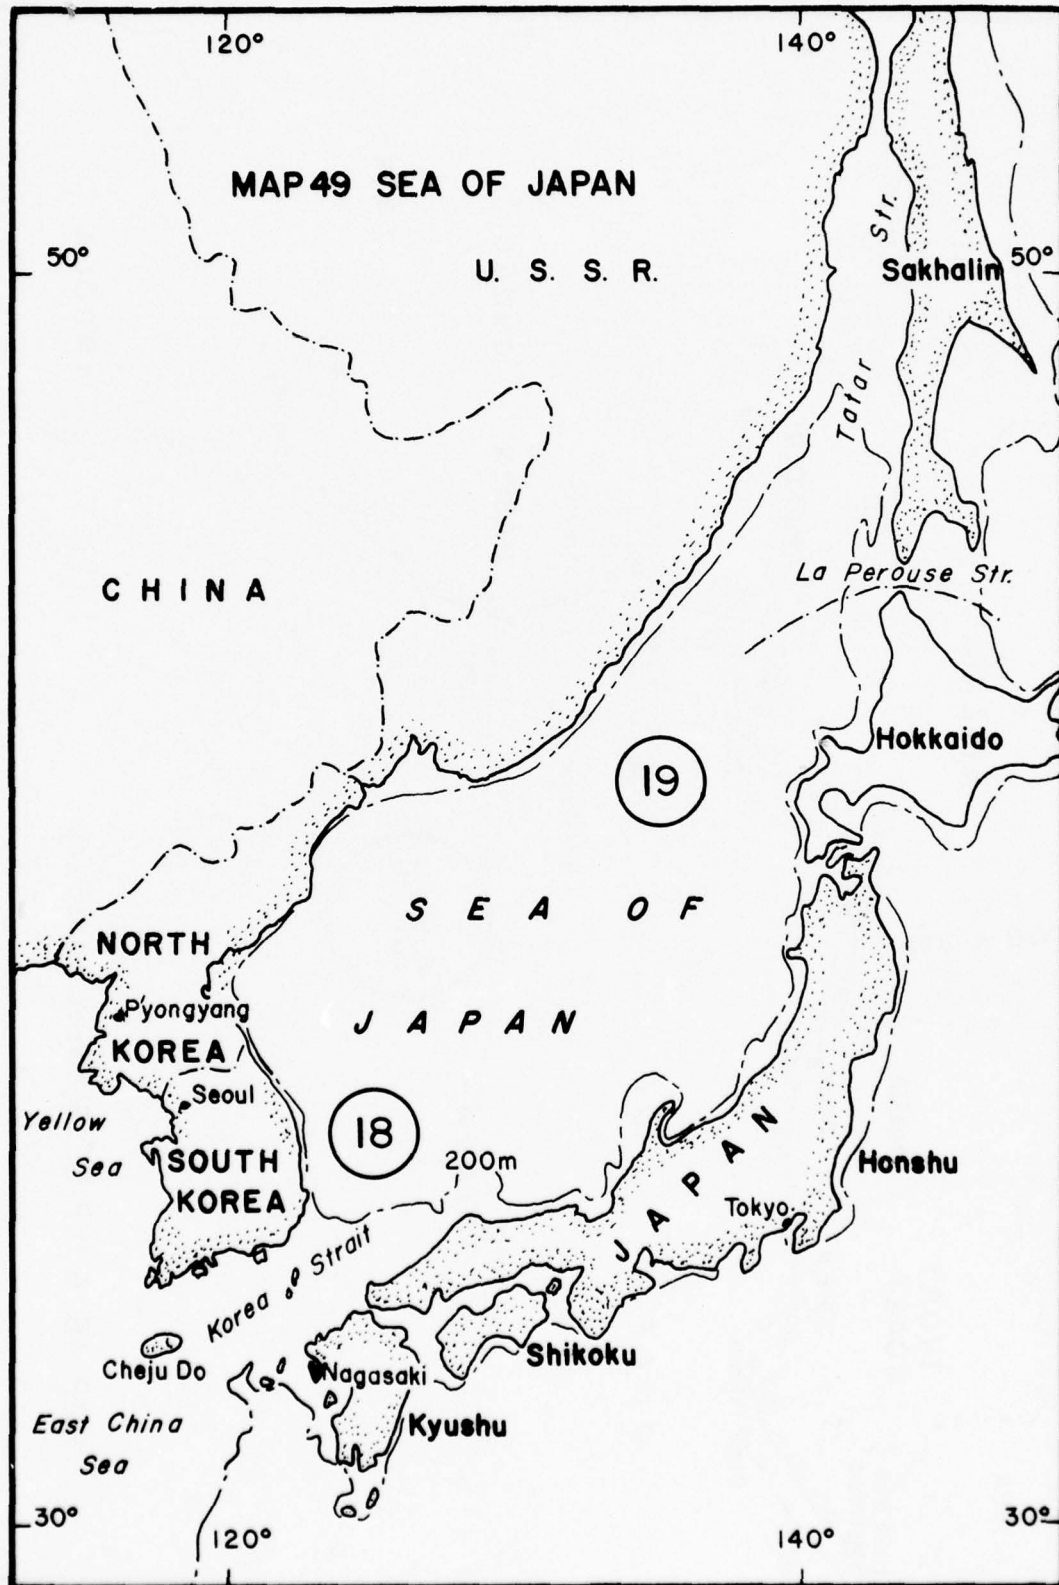 120°
140°
MAP 49 SEA OF JAPAN
50°
U. S. S. R.
Tatar Str.
Sakhalin
50°
CHINA
La Perouse Str.
Hokkaido
19
SEA OF
JAPAN
NORTH
P'yongyang
KOREA
Seoul
Yellow
Sea
18
SOUTH
KOREA
200m
JAPAN
Honshu
Tokyo
Korea Strait
Cheju Do
Nagasaki
Shikoku
Kyushu
East China
Sea
30°
120°
140°
30°